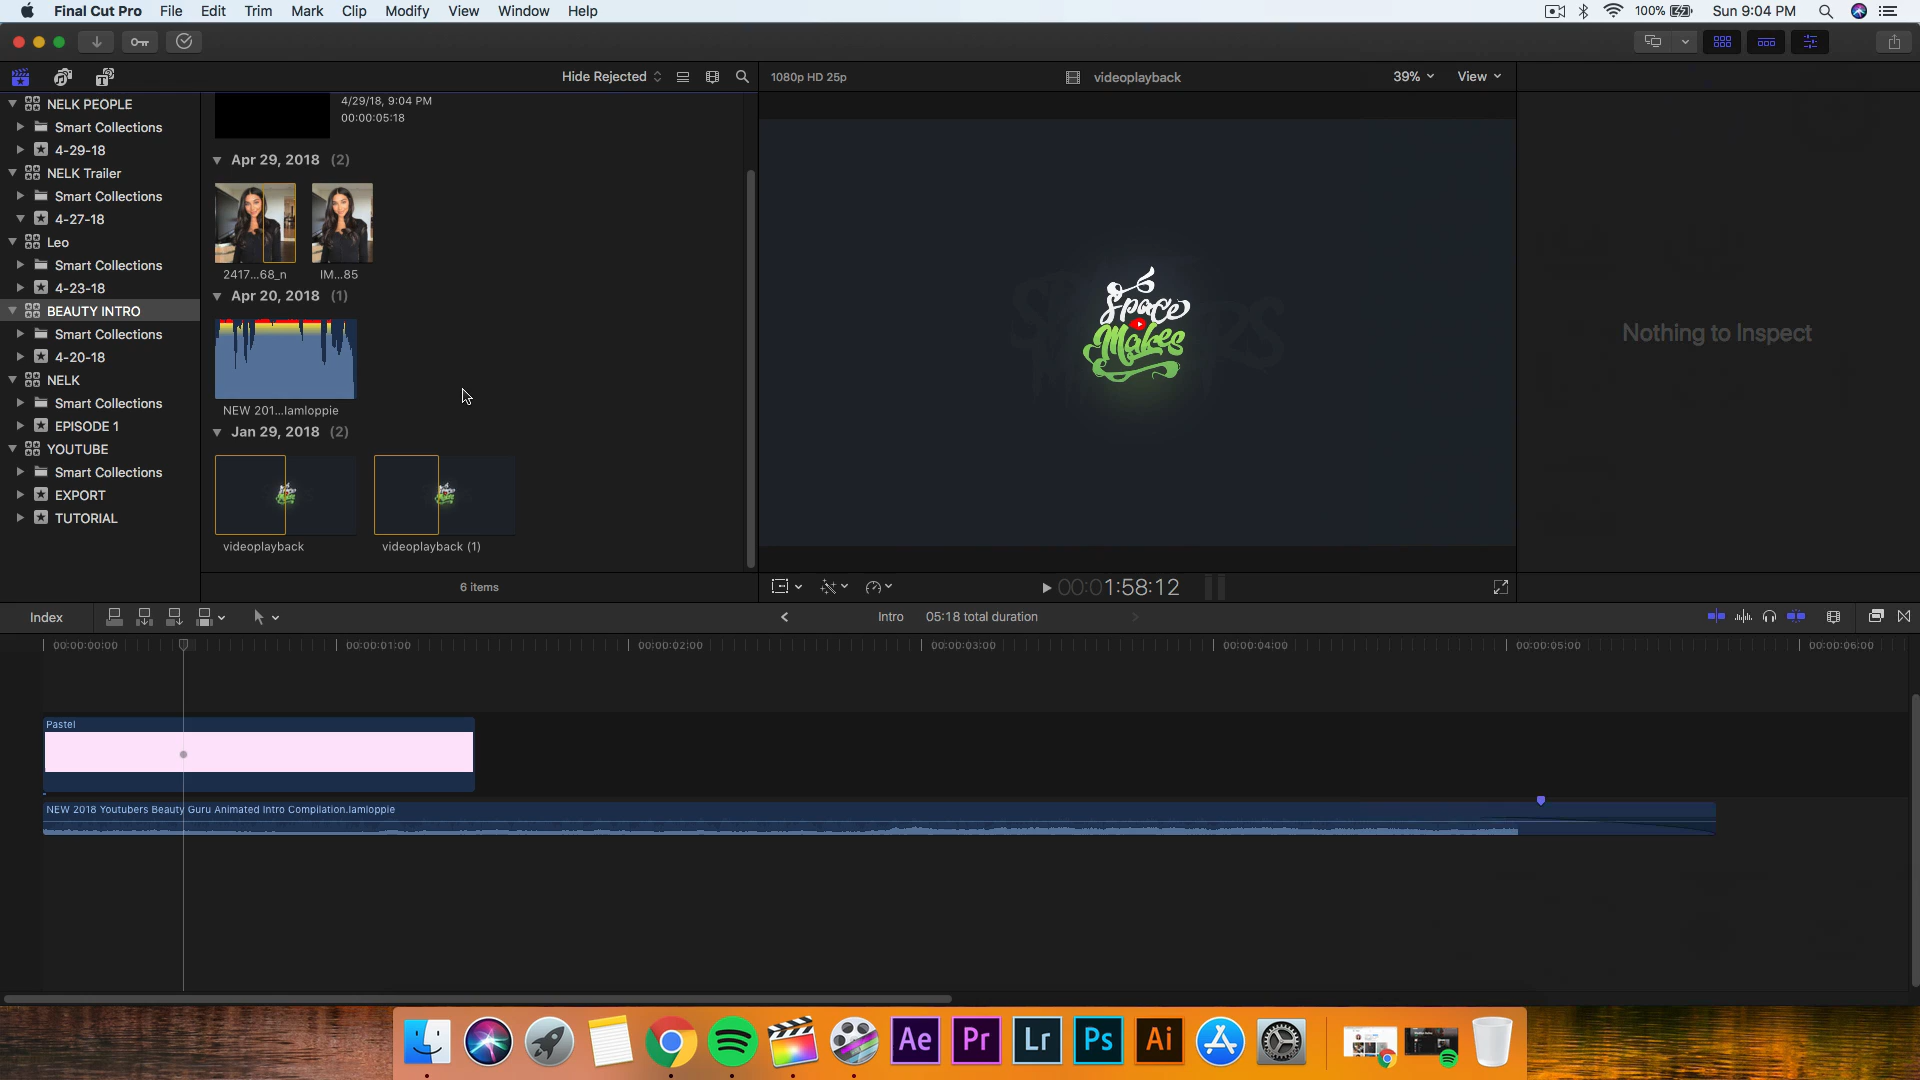 Final Cut Pro File Edit Trim Mark Clip Modify View Window Help
100% Sun 9:04 PM
Hide Rejected
1080p HD 25p videoplayback 39% View
NELK PEOPLE
Smart Collections
4-29-18
NELK Trailer
Smart Collections
4-27-18
Leo
Smart Collections
4-23-18
BEAUTY INTRO
Smart Collections
4-20-18
NELK
Smart Collections
EPISODE 1
YOUTUBE
Smart Collections
EXPORT
TUTORIAL
4/29/18, 9:04 PM
00:00:05:18
Apr 29, 2018 (2)
2417...68_n IM...85
Apr 20, 2018 (1)
NEW 201...lamloppie
Jan 29, 2018 (2)
videoplayback videoplayback (1)
6 items
Space
Makes
Nothing to Inspect
00:01:58:12
Index Intro 05:18 total duration
00:00:00:00 00:00:01:00 00:00:02:00 00:00:03:00 00:00:04:00 00:00:05:00 00:00:06:00
Pastel
NEW 2018 Youtubers Beauty Guru Animated Intro Compilation.lamloppie
Ae Pr Lr Ps Ai